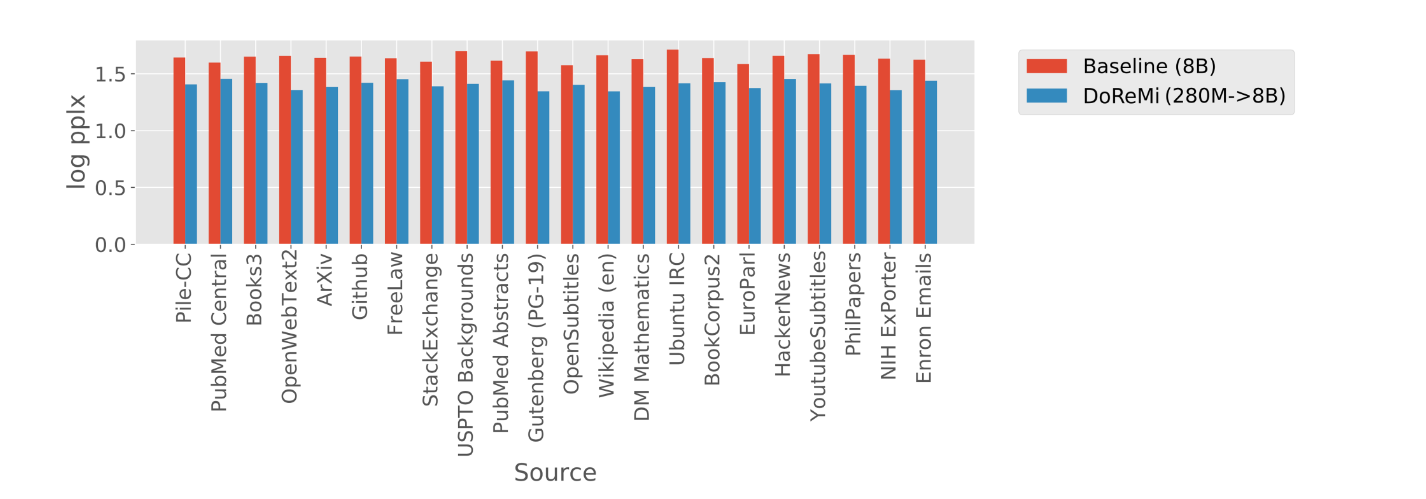 Baseline (8B)
DoReMi (280M->8B)
log pplx
1.5
1.0
0.5
0.0
Pile-CC
PubMed Central
Books3
OpenWebText2
ArXiv
Github
FreeLaw
StackExchange
USPTO Backgrounds
PubMed Abstracts
Gutenberg (PG-19)
OpenSubtitles
Wikipedia (en)
DM Mathematics
Ubuntu IRC
BookCorpus2
EuroParl
HackerNews
YoutubeSubtitles
PhilPapers
NIH ExPorter
Enron Emails
Source